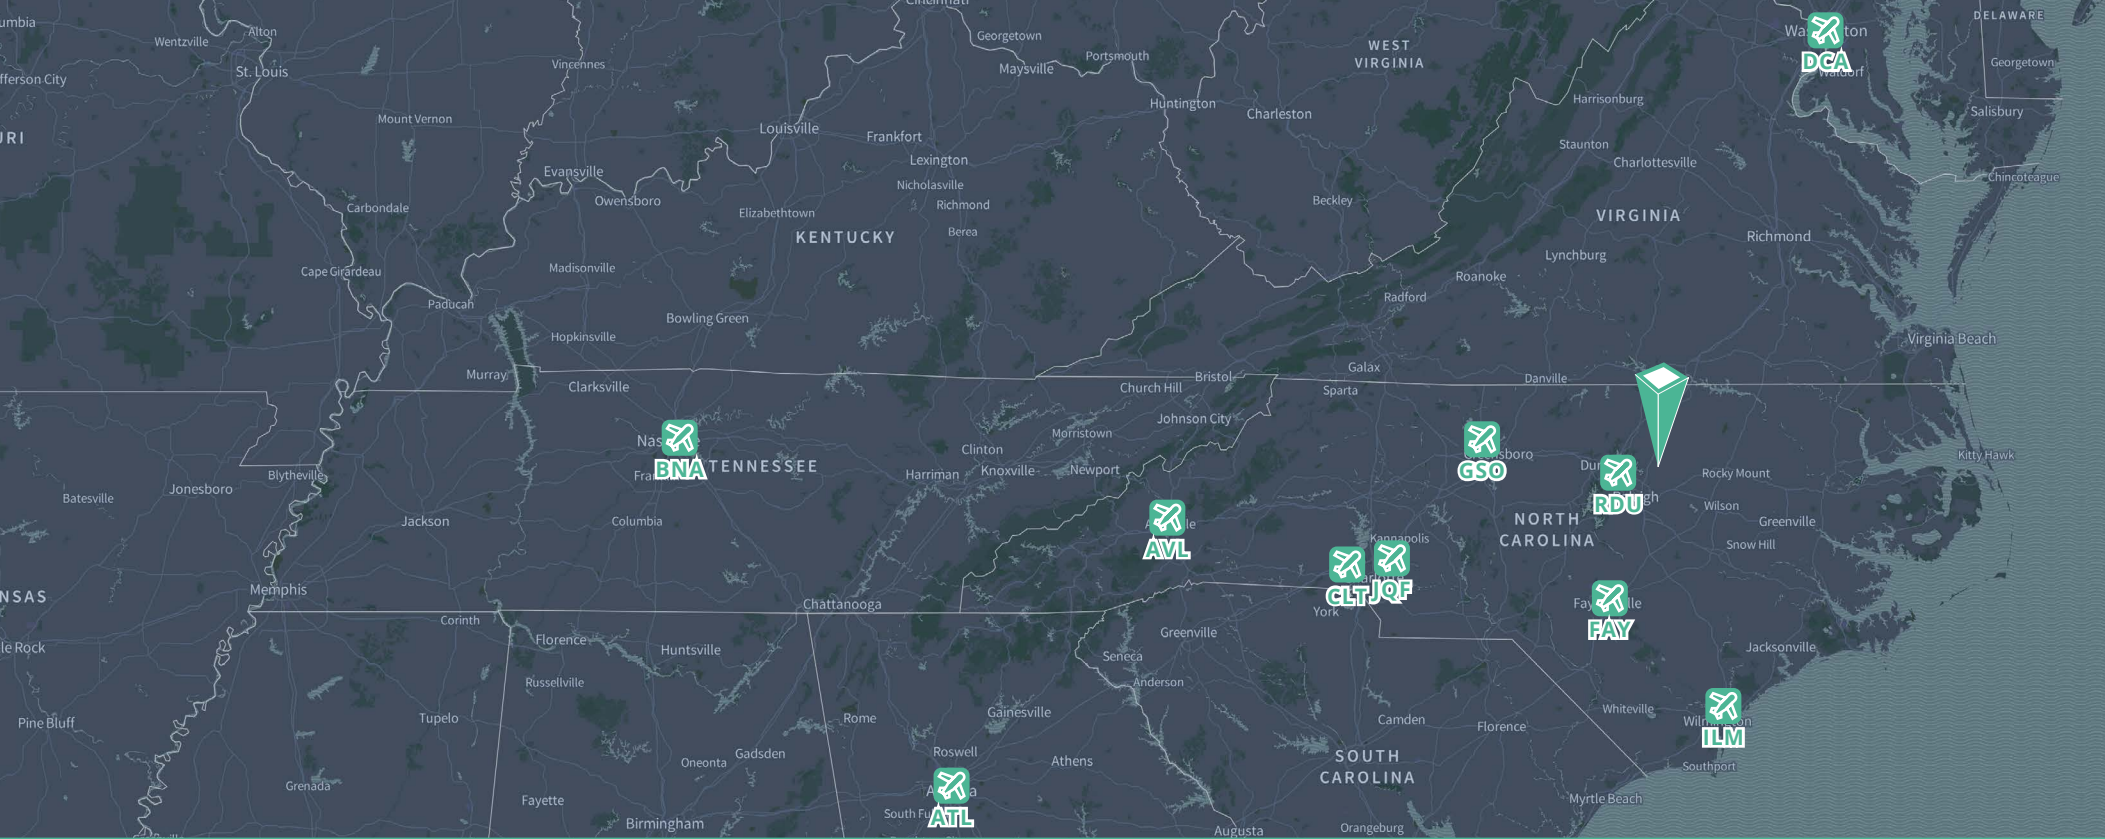 Cincinnati
umbia
Alton
Wentzville
Georgetown
WEST
VIRGINIA
DELAWARE
DCA
Portsmouth
Vincennes
Georgetown
St. Louis
Maysville
Waldorf
fferson City
Harrisonburg
Huntington
Charleston
Salisbury
Mount Vernon
Louisville
Frankfort
URI
Staunton
Lexington
Charlottesville
Evansville
Chincoteague
Nicholasville
Owensboro
Beckley
Richmond
Carbondale
Elizabethtown
VIRGINIA
Berea
KENTUCKY
Richmond
Lynchburg
Cape Girardeau
Madisonville
Roanoke
Radford
Paducah
Bowling Green
Hopkinsville
Virginia Beach
Galax
Murray
Bristol
Danville
Clarksville
Church Hill
Sparta
Johnson City
Morristown
Clinton
BNA
TENNESSEE
GSO
Kitty Hawk
Harriman
Knoxville
Newport
Blytheville
Rocky Mount
Jonesboro
Batesville
RDU
Wilson
Jackson
Columbia
AVL
NORTH
CAROLINA
Greenville
Kannapolis
Snow Hill
Memphis
NSAS
CLT
JQF
Chattanooga
York
Corinth
FAY
Greenville
Florence
le Rock
Huntsville
Jacksonville
Seneca
Russellville
Anderson
Whiteville
Gainesville
Tupelo
Rome
Camden
Florence
Pine Bluff
Wilmington
ILM
Roswell
Gadsden
Oneonta
Athens
SOUTH
CAROLINA
Southport
Grenada
Fayette
Myrtle Beach
South Fu
ATL
Birmingham
Augusta
Orangeburg